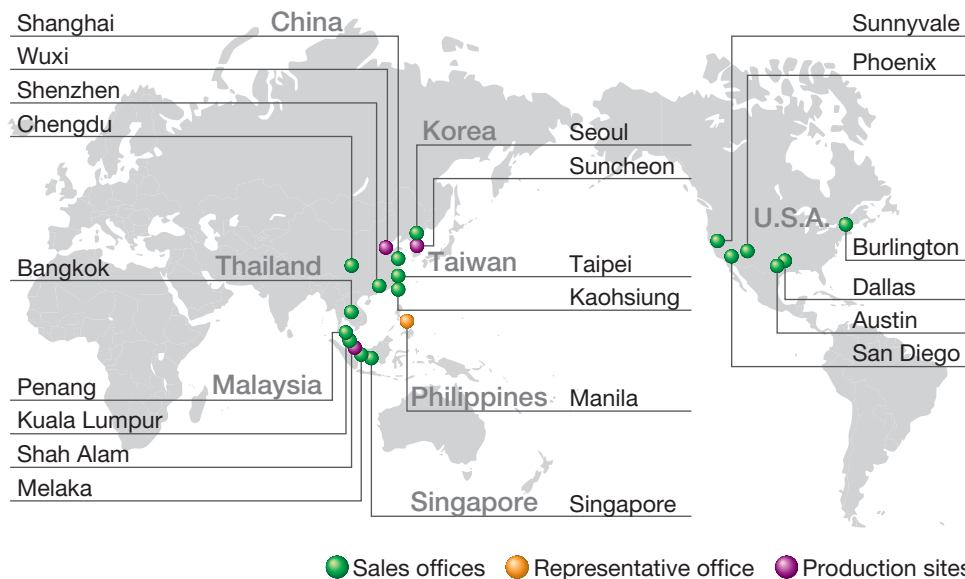 China
Shanghai
Wuxi
Shenzhen
Chengdu
Thailand
Bangkok
Malaysia
Penang
Kuala Lumpur
Shah Alam
Melaka
Korea
Seoul
Suncheon
Taiwan
Taipei
Kaohsiung
Philippines
Manila
Singapore
Singapore
U.S.A.
Sunnyvale
Phoenix
Burlington
Dallas
Austin
San Diego
Sales offices
Representative office
Production sites